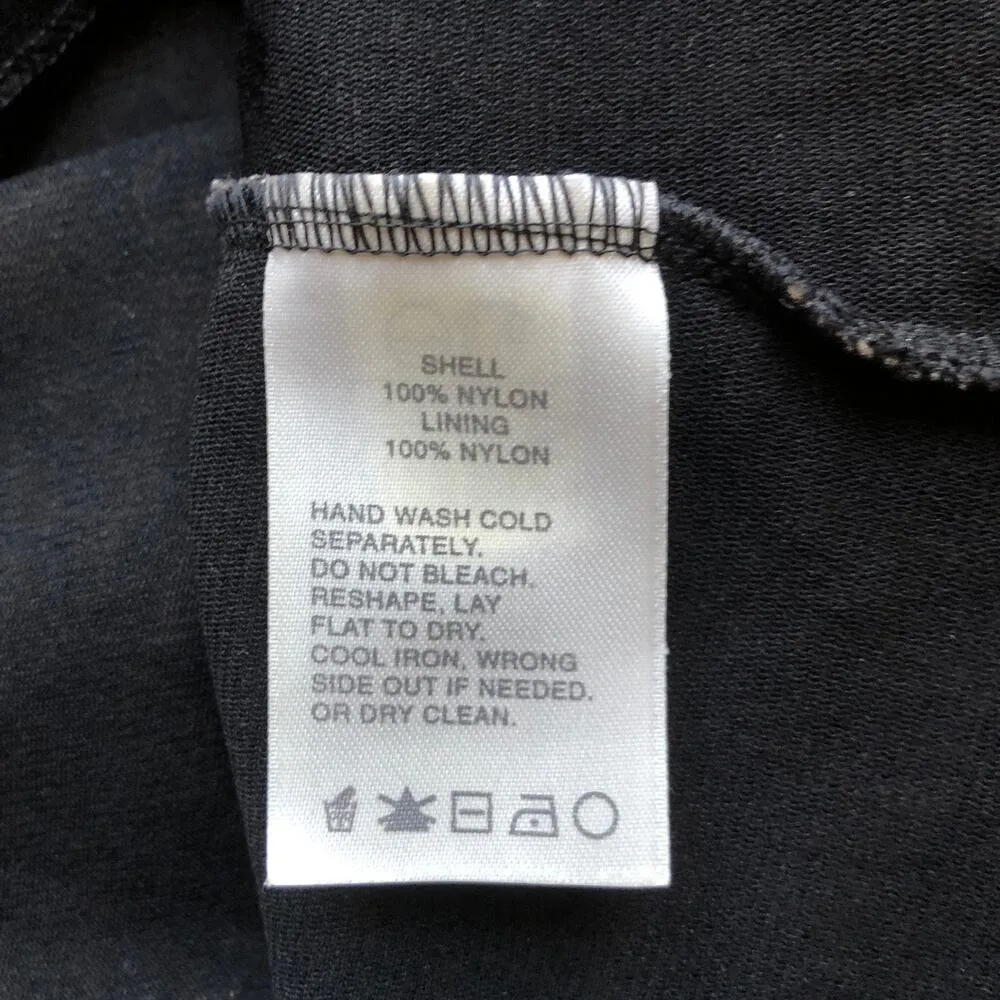 SHELL
100% NYLON
LINING
100% NYLON
HAND WASH COLD
SEPARATELY.
DO NOT BLEACH.
RESHAPE, LAY
FLAT TO DRY.
COOL IRON, WRONG
SIDE OUT IF NEEDED.
OR DRY CLEAN.